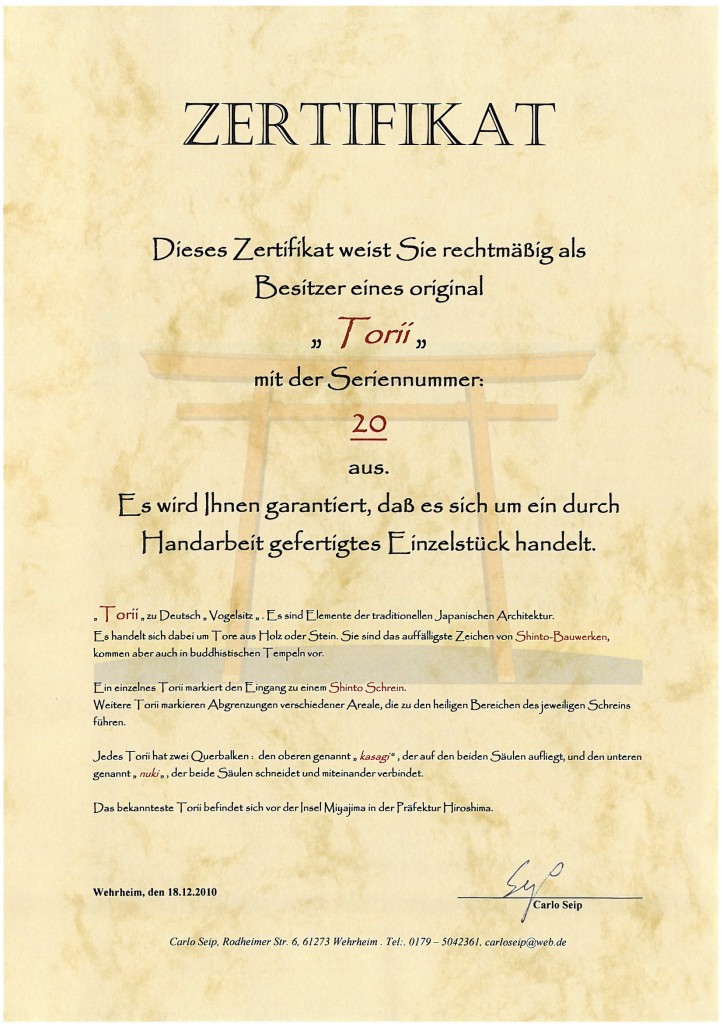 ZERTIFIKAT
Dieses Zertifikat weist Sie rechtmäßig als
Besitzer eines original
„ Torii „
mit der Seriennummer:
20
aus.
Es wird Ihnen garantiert, daß es sich um ein durch
Handarbeit gefertigtes Einzelstück handelt.
„ Torii „ zu Deutsch „ Vogelsitz „ . Es sind Elemente der traditionellen Japanischen Architektur.
Es handelt sich dabei um Tore aus Holz oder Stein. Sie sind das auffälligste Zeichen von Shinto-Bauwerken,
kommen aber auch in buddhistischen Tempeln vor.
Ein einzelnes Torii markiert den Eingang zu einem Shinto Schrein.
Weitere Torii markieren Abgrenzungen verschiedener Areale, die zu den heiligen Bereichen des jeweiligen Schreins
führen.
Jedes Torii hat zwei Querbalken : den oberen genannt „ kasagi“ , der auf den beiden Säulen aufliegt, und den unteren
genannt „ nuki „ , der beide Säulen schneidet und miteinander verbindet.
Das bekannteste Torii befindet sich vor der Insel Miyajima in der Präfektur Hiroshima.
Wehrheim, den 18.12.2010
Carlo Seip
Carlo Seip, Rodheimer Str. 6, 61273 Wehrheim . Tel:. 0179 – 5042361, carloseip@web.de